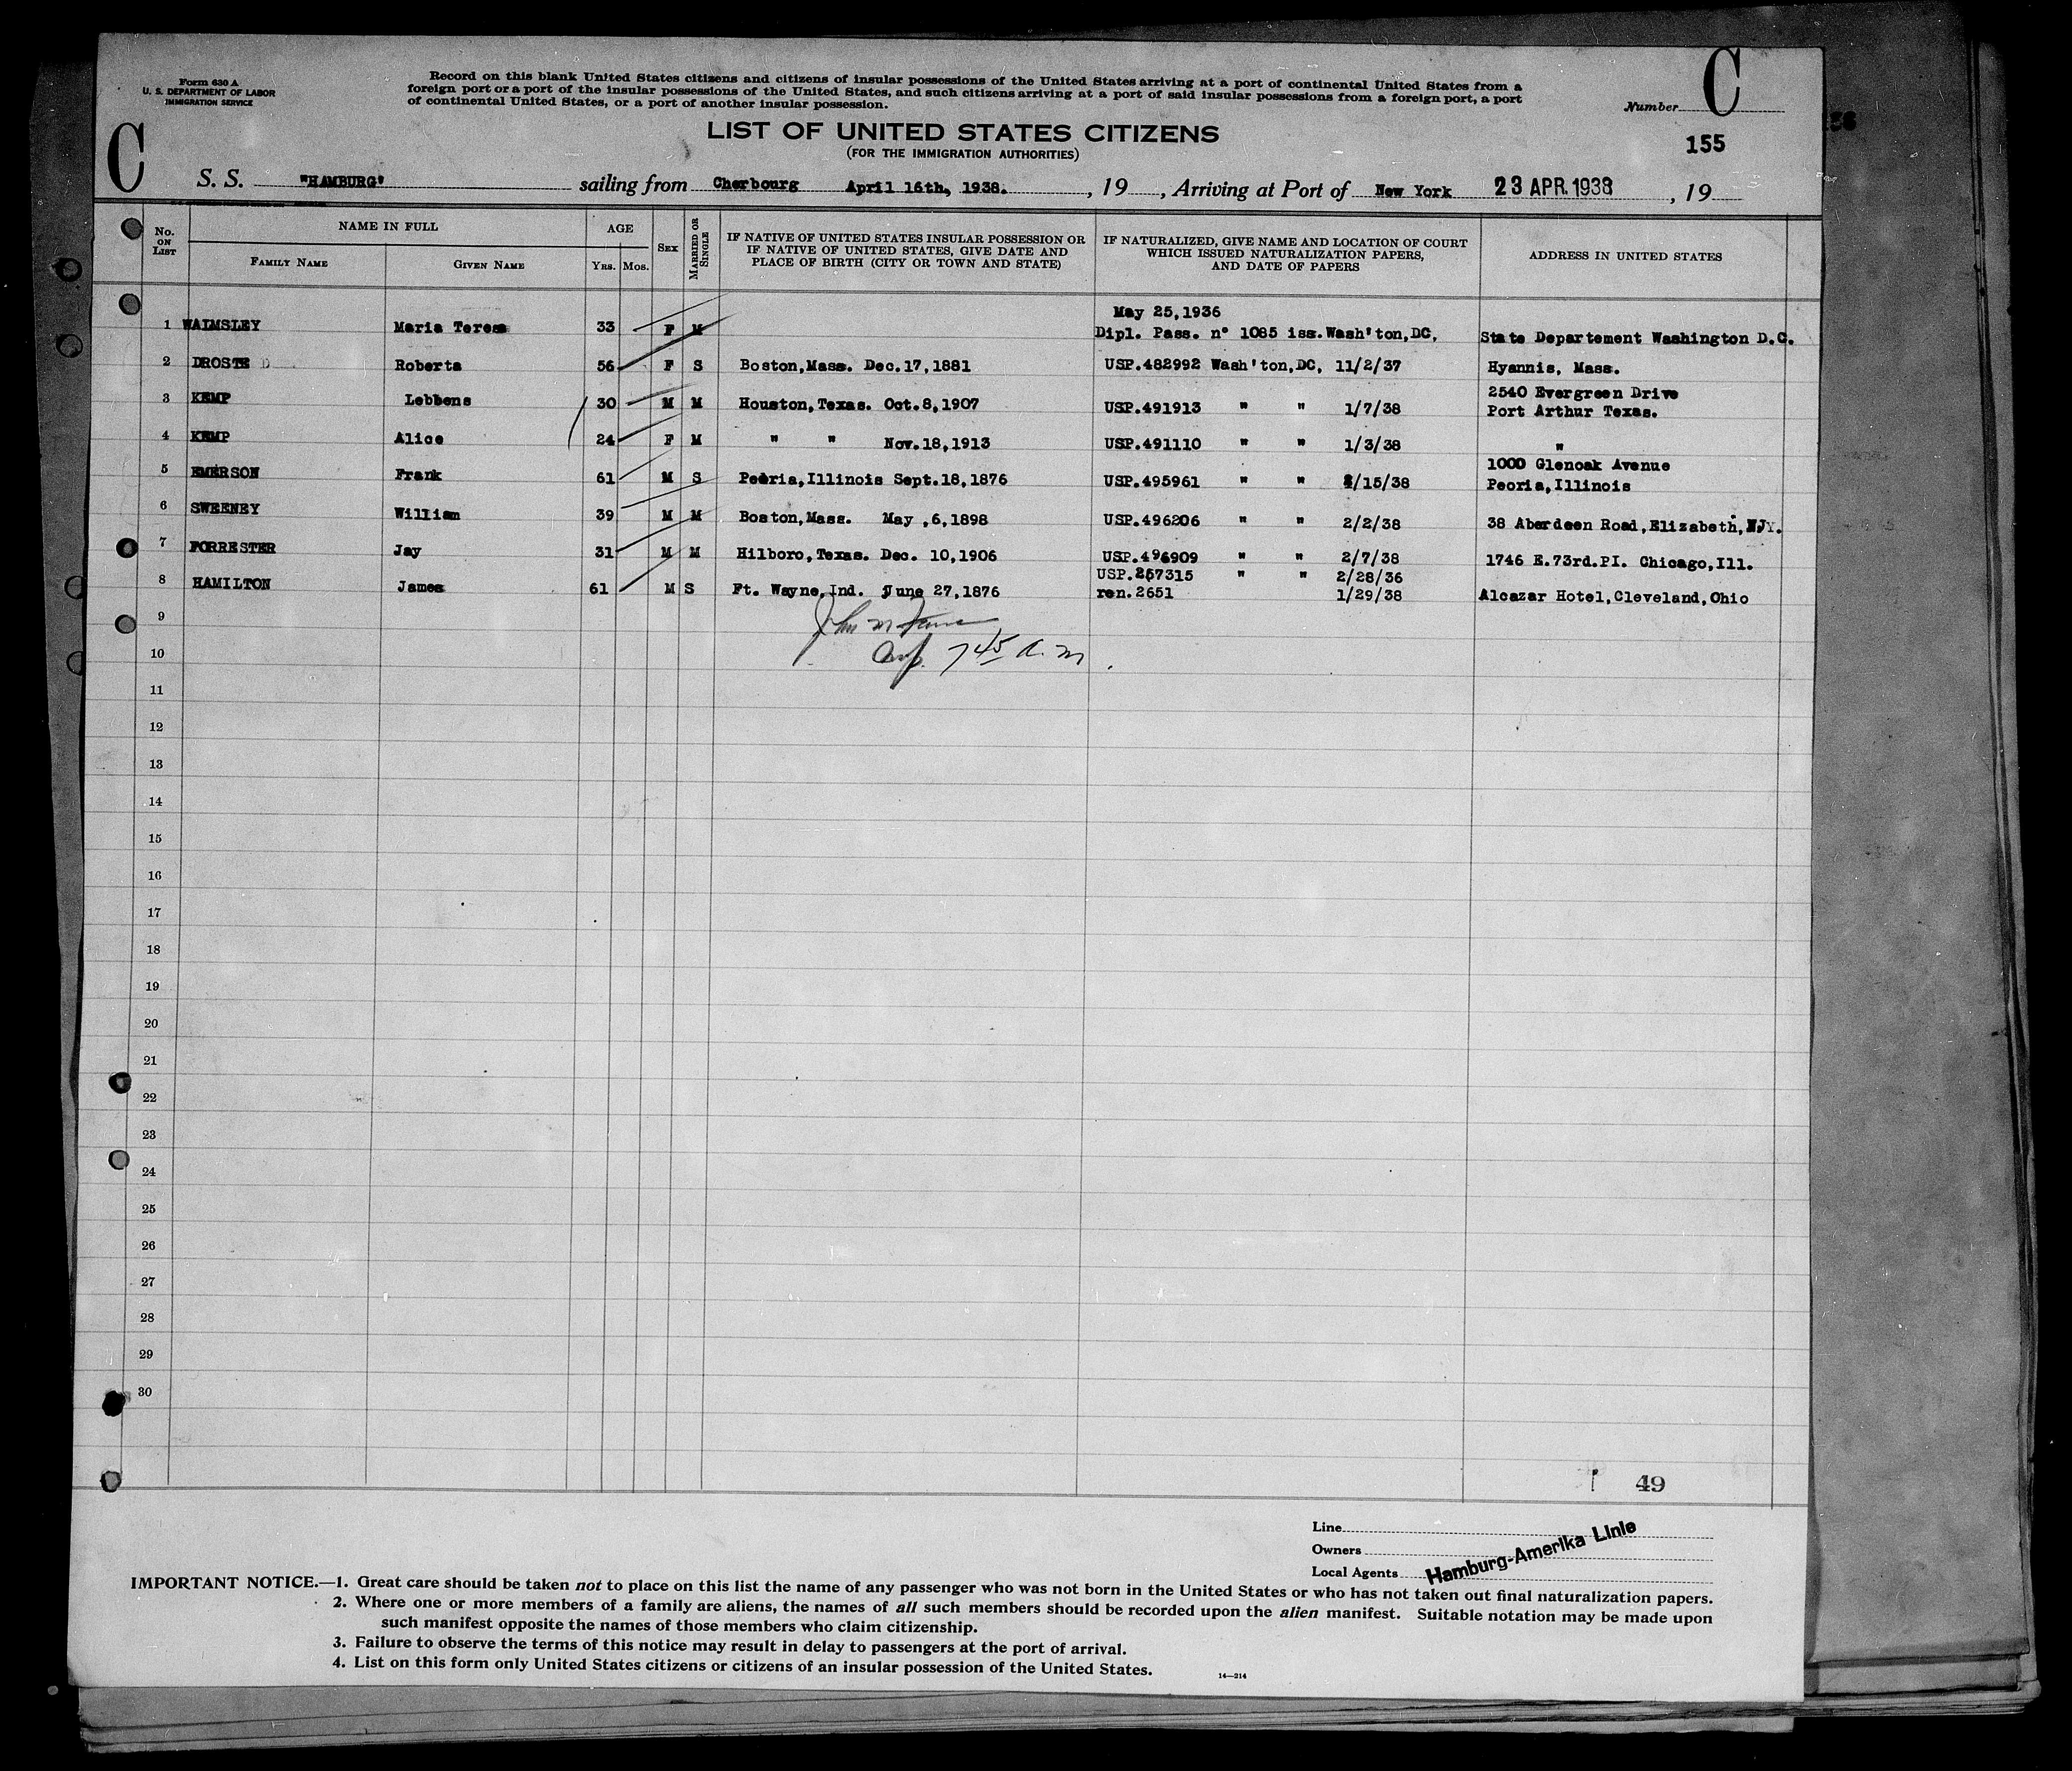 Form 630 A
U. S. DEPARTMENT OF LABOR
IMMIGRATION SERVICE
Record on this blank United States citizens and citizens of insular possessions of the United States arriving at a port of continental United States from a
foreign port or a port of the insular possessions of the United States, and such citizens arriving at a port of said insular possessions from a foreign port, a port
of continental United States, or a port of another insular possession.
Number C
LIST OF UNITED STATES CITIZENS
(FOR THE IMMIGRATION AUTHORITIES)
155
C
S. S. "HAMBURG" sailing from Cherbourg April 16th, 1938. , 19 , Arriving at Port of New York 23 APR. 1938 , 19
No. ON LIST
NAME IN FULL
FAMILY NAME
GIVEN NAME
AGE
YRS. MOS.
SEX
MARRIED OR SINGLE
IF NATIVE OF UNITED STATES INSULAR POSSESSION OR
IF NATIVE OF UNITED STATES, GIVE DATE AND
PLACE OF BIRTH (CITY OR TOWN AND STATE)
IF NATURALIZED, GIVE NAME AND LOCATION OF COURT
WHICH ISSUED NATURALIZATION PAPERS,
AND DATE OF PAPERS
ADDRESS IN UNITED STATES
May 25,1936
1 WAIMSLEY Maria Teresa 33 F M Dipl. Pass. n° 1085 iss.Wash'ton,DC, State Departement Washington D.C.
2 DROSTE Roberta 56 F S Boston,Mass. Dec.17,1881 USP.482992 Wash'ton,DC, 11/2/37 Hyannis, Mass.
2540 Evergreen Drive
3 KEMP Lebbens 30 M M Houston,Texas. Oct.8,1907 USP.491913 " " 1/7/38 Port Arthur Texas.
4 KEMP Alice 24 F M " " Nov.18,1913 USP.491110 " " 1/3/38 "
1000 Glenoak Avenue
5 EMERSON Frank 61 M S Peoria,Illinois Sept.18,1876 USP.495961 " " /15/38 Peoria,Illinois
6 SWEENEY William 39 M M Boston,Mass. May ,6,1898 USP.496206 " " 2/2/38 38 Aberdeen Road,Elizabeth,NJ.
7 FORRESTER Jay 31 M M Hilboro,Texas. Dec. 10,1906 USP.496909 " " 2/7/38 1746 E.73rd.PI. Chicago,Ill.
USP.257315 " " 2/28/36
8 HAMILTON James 61 M S Ft. Wayne,Ind. June 27,1876 ren.2651 1/29/38 Alcazar Hotel,Cleveland,Ohio
9 John M
10 7 45 A. M.
11
12
13
14
15
16
17
18
19
20
21
22
23
24
25
26
27
28
29
30
49
Line
Owners
Local Agents
Hamburg-Amerika Linie
IMPORTANT NOTICE.—1. Great care should be taken not to place on this list the name of any passenger who was not born in the United States or who has not taken out final naturalization papers.
2. Where one or more members of a family are aliens, the names of all such members should be recorded upon the alien manifest. Suitable notation may be made upon
such manifest opposite the names of those members who claim citizenship.
3. Failure to observe the terms of this notice may result in delay to passengers at the port of arrival.
4. List on this form only United States citizens or citizens of an insular possession of the United States.
14—214